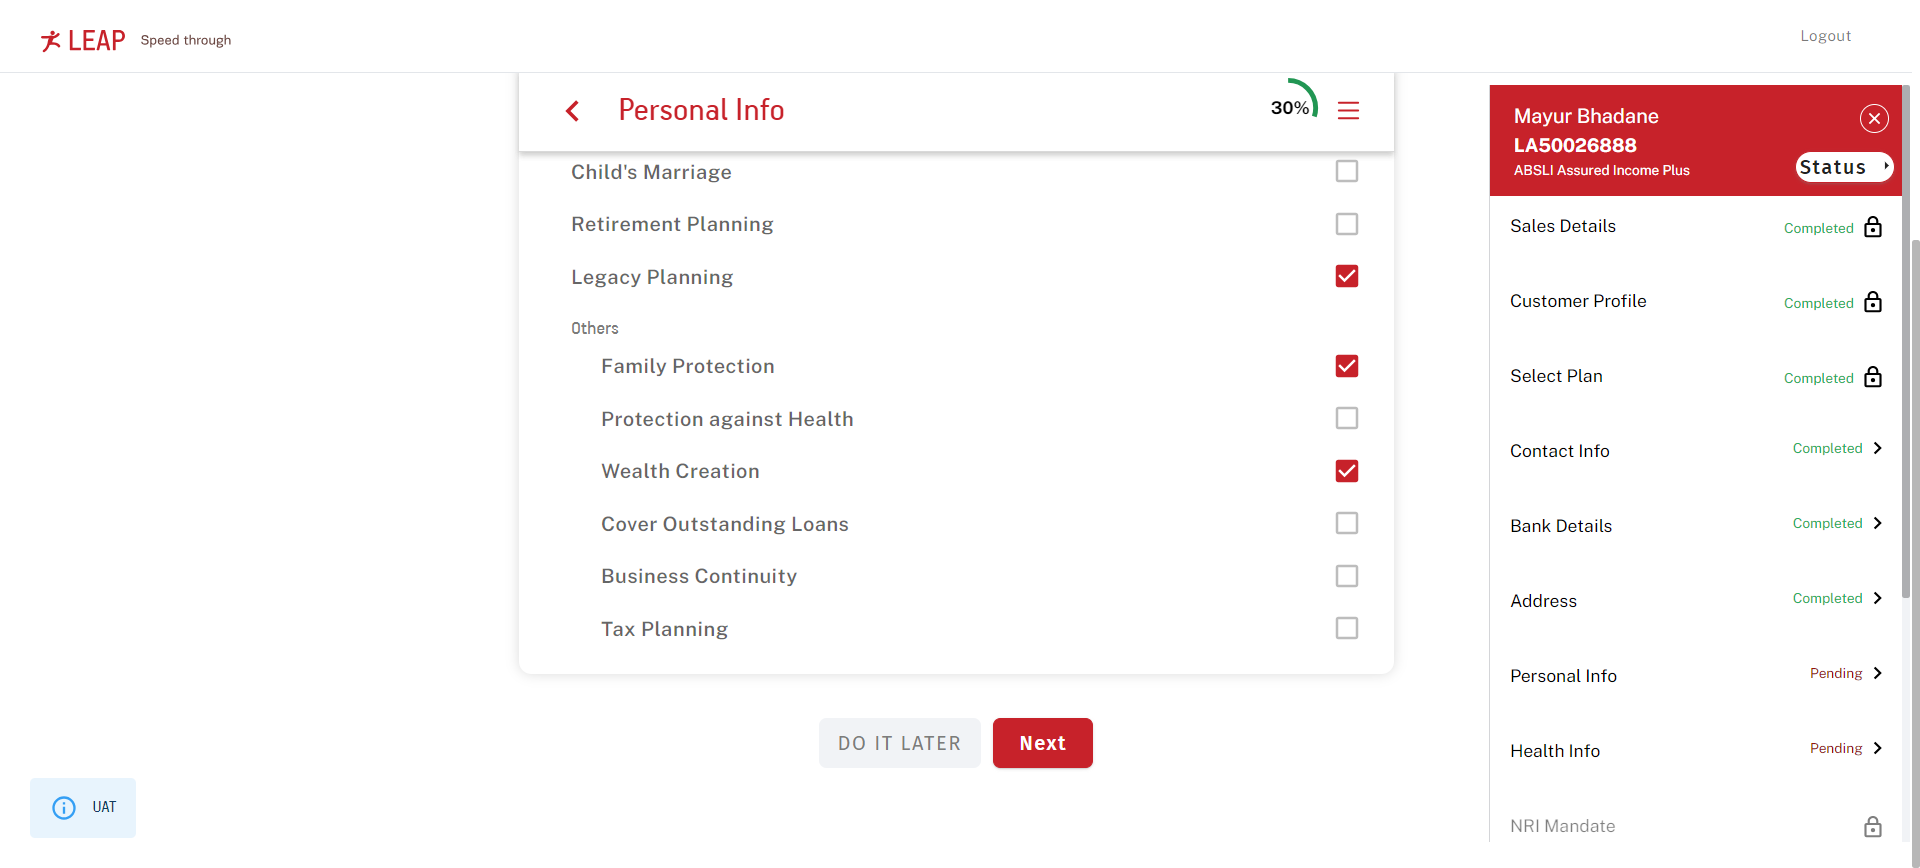 LEAP Speed through
Logout
Personal Info
30%
Child's Marriage
Retirement Planning
Legacy Planning
Others
Family Protection
Protection against Health
Wealth Creation
Cover Outstanding Loans
Business Continuity
Tax Planning
DO IT LATER
Next
UAT
Mayur Bhadane
LA50026888
ABSLI Assured Income Plus
Status
Sales Details Completed
Customer Profile Completed
Select Plan Completed
Contact Info Completed
Bank Details Completed
Address Completed
Personal Info Pending
Health Info Pending
NRI Mandate